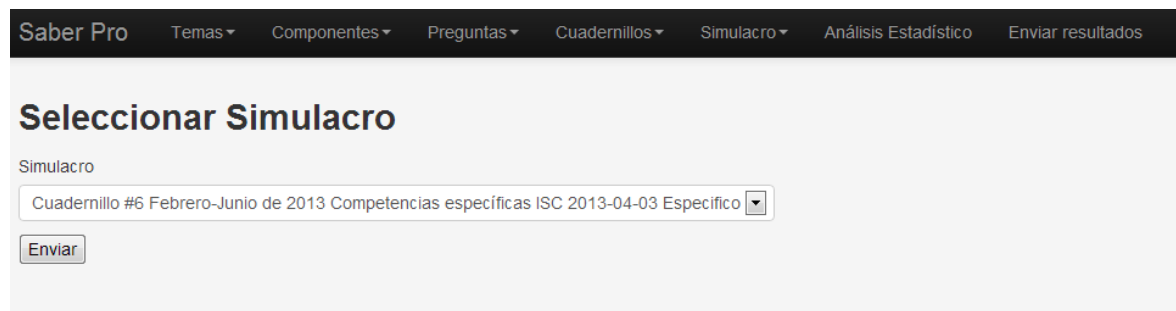 Saber Pro Temas Componentes Preguntas Cuadernillos Simulacro Análisis Estadístico Enviar resultados
Seleccionar Simulacro
Simulacro
Cuadernillo #6 Febrero-Junio de 2013 Competencias específicas ISC 2013-04-03 Especifico
Enviar